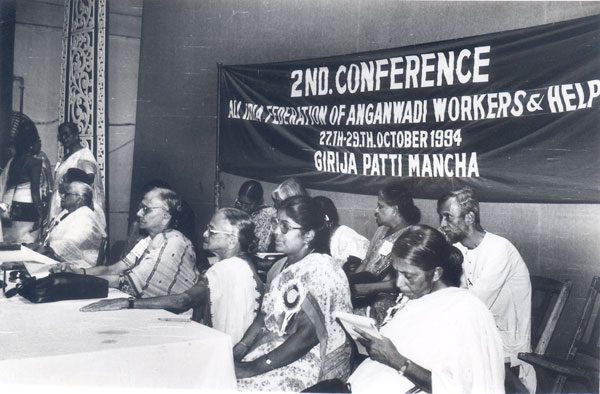 2ND. CONFERENCE
ALL INDIA FEDERATION OF ANGANWADI WORKERS & HELP
27.TH-29.TH. OCTOBER 1994
GIRIJA PATTI MANCHA